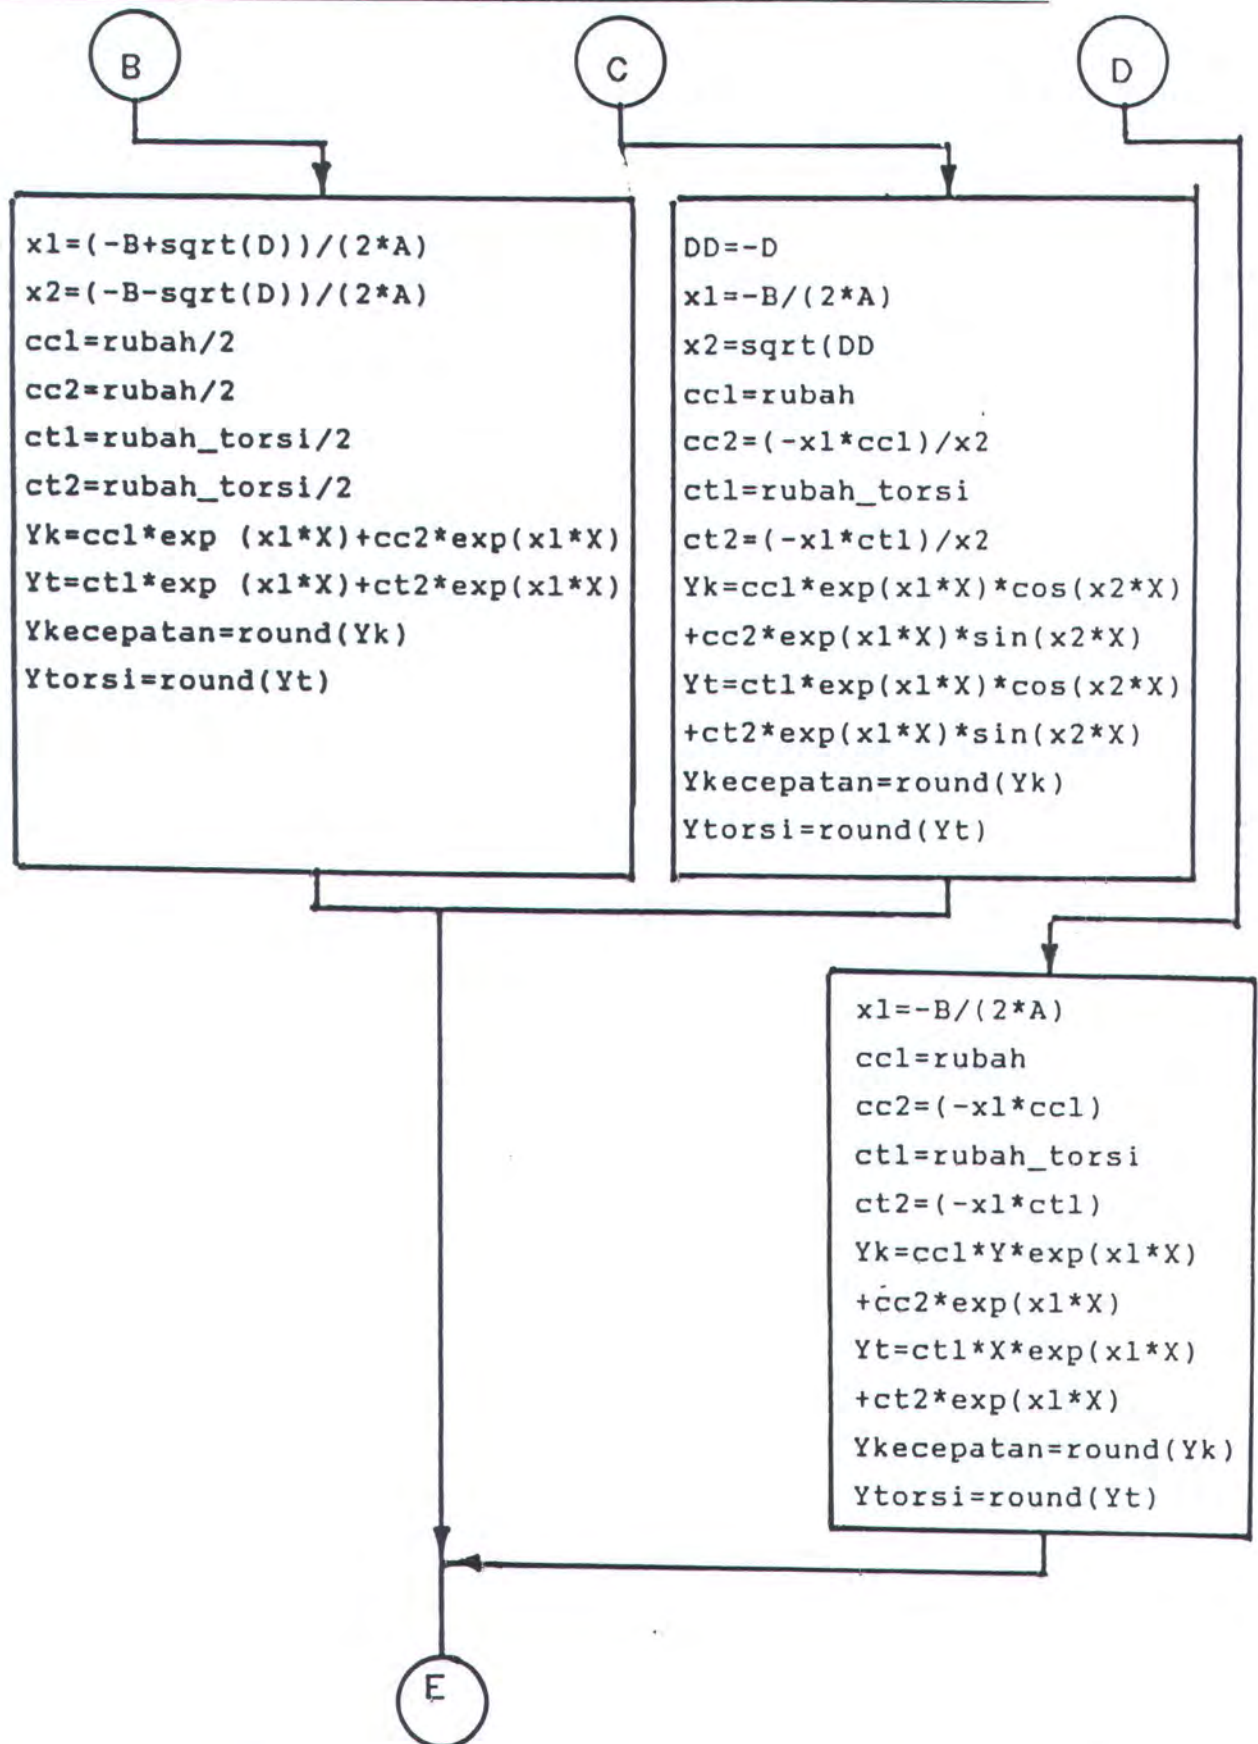 B
C
D
x1=(-B+sqrt(D))/(2*A)
x2=(-B-sqrt(D))/(2*A)
cc1=rubah/2
cc2=rubah/2
ct1=rubah_torsi/2
ct2=rubah_torsi/2
Yk=cc1*exp (x1*X)+cc2*exp(x1*X)
Yt=ct1*exp (x1*X)+ct2*exp(x1*X)
Ykecepatan=round(Yk)
Ytorsi=round(Yt)
DD=-D
x1=-B/(2*A)
x2=sqrt(DD
cc1=rubah
cc2=(-x1*cc1)/x2
ct1=rubah_torsi
ct2=(-x1*ct1)/x2
Yk=cc1*exp(x1*X)*cos(x2*X)
+cc2*exp(x1*X)*sin(x2*X)
Yt=ct1*exp(x1*X)*cos(x2*X)
+ct2*exp(x1*X)*sin(x2*X)
Ykecepatan=round(Yk)
Ytorsi=round(Yt)
x1=-B/(2*A)
cc1=rubah
cc2=(-x1*cc1)
ct1=rubah_torsi
ct2=(-x1*ct1)
Yk=cc1*Y*exp(x1*X)
+cc2*exp(x1*X)
Yt=ct1*X*exp(x1*X)
+ct2*exp(x1*X)
Ykecepatan=round(Yk)
Ytorsi=round(Yt)
E